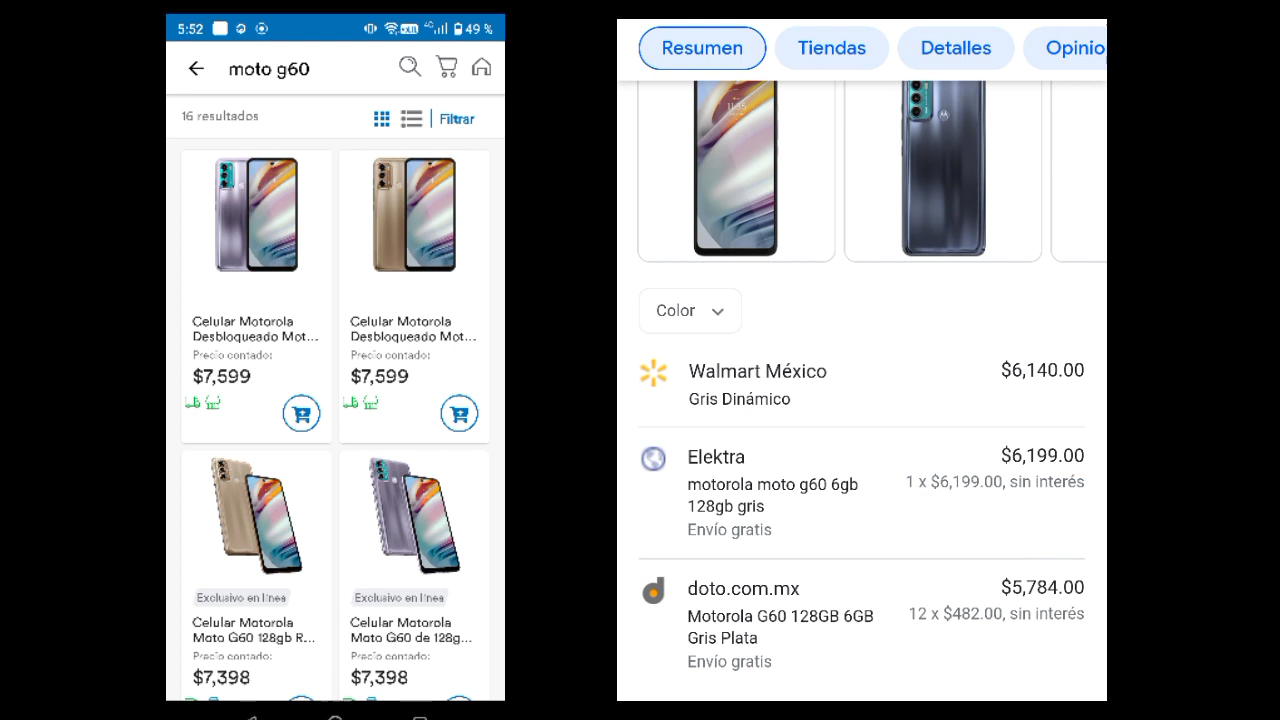 5:52
4G
49 %
moto g60
16 resultados
Filtrar
Celular Motorola
Desbloqueado Mot...
Precio contado:
$7,599
Celular Motorola
Desbloqueado Mot...
Precio contado:
$7,599
Exclusivo en línea
Celular Motorola
Moto G60 128gb R...
Precio contado:
$7,398
Exclusivo en línea
Celular Motorola
Moto G60 de 128g...
Precio contado:
$7,398
Resumen
Tiendas
Detalles
Opinio
11:35
Color
Walmart México
$6,140.00
Gris Dinámico
Elektra
$6,199.00
motorola moto g60 6gb
128gb gris
1 x $6,199.00, sin interés
Envío gratis
doto.com.mx
$5,784.00
Motorola G60 128GB 6GB
Gris Plata
12 x $482.00, sin interés
Envío gratis